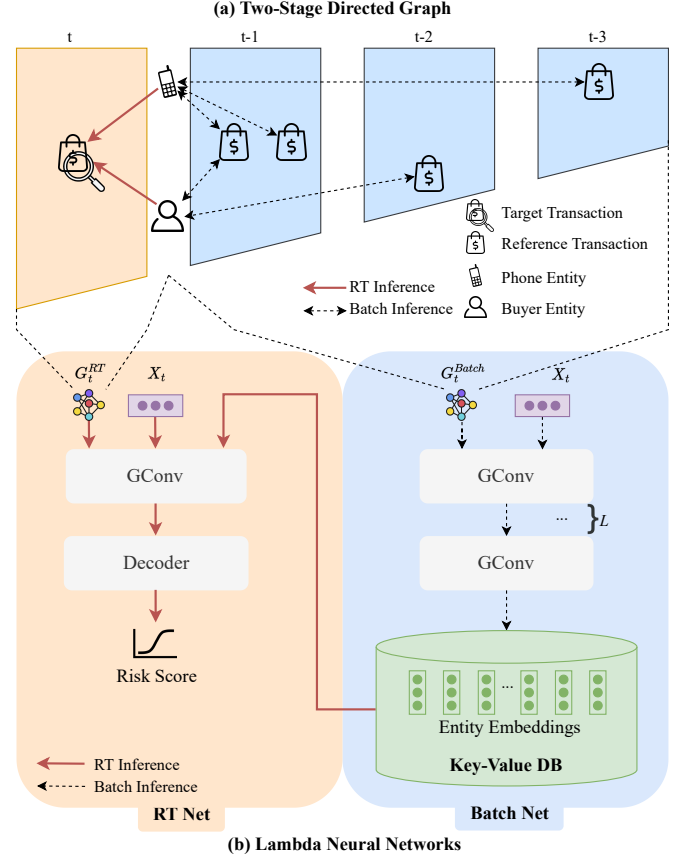 (a) Two-Stage Directed Graph
t
t-1
t-2
t-3
$
$
$
$
$
$
Target Transaction
$
Reference Transaction
Phone Entity
Buyer Entity
RT Inference
Batch Inference
G_t^{RT}
X_t
G_t^{Batch}
X_t
GConv
GConv
... } L
Decoder
GConv
Risk Score
...
Entity Embeddings
Key-Value DB
RT Inference
Batch Inference
RT Net
Batch Net
(b) Lambda Neural Networks